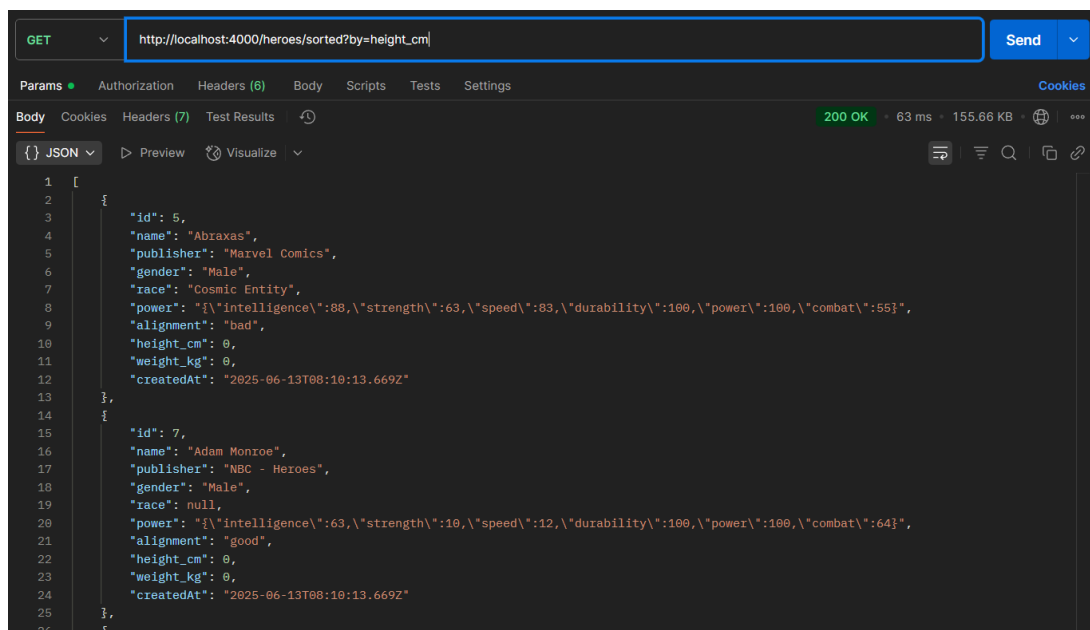 GET http://localhost:4000/heroes/sorted?by=height_cm Send
Params Authorization Headers (6) Body Scripts Tests Settings Cookies
Body Cookies Headers (7) Test Results 200 OK • 63 ms • 155.66 KB
{} JSON Preview Visualize
1 [
2 {
3 "id": 5,
4 "name": "Abraxas",
5 "publisher": "Marvel Comics",
6 "gender": "Male",
7 "race": "Cosmic Entity",
8 "power": "{\"intelligence\":88,\"strength\":63,\"speed\":83,\"durability\":100,\"power\":100,\"combat\":55}",
9 "alignment": "bad",
10 "height_cm": 0,
11 "weight_kg": 0,
12 "createdAt": "2025-06-13T08:10:13.669Z"
13 },
14 {
15 "id": 7,
16 "name": "Adam Monroe",
17 "publisher": "NBC - Heroes",
18 "gender": "Male",
19 "race": null,
20 "power": "{\"intelligence\":63,\"strength\":10,\"speed\":12,\"durability\":100,\"power\":100,\"combat\":64}",
21 "alignment": "good",
22 "height_cm": 0,
23 "weight_kg": 0,
24 "createdAt": "2025-06-13T08:10:13.669Z"
25 },
26 {